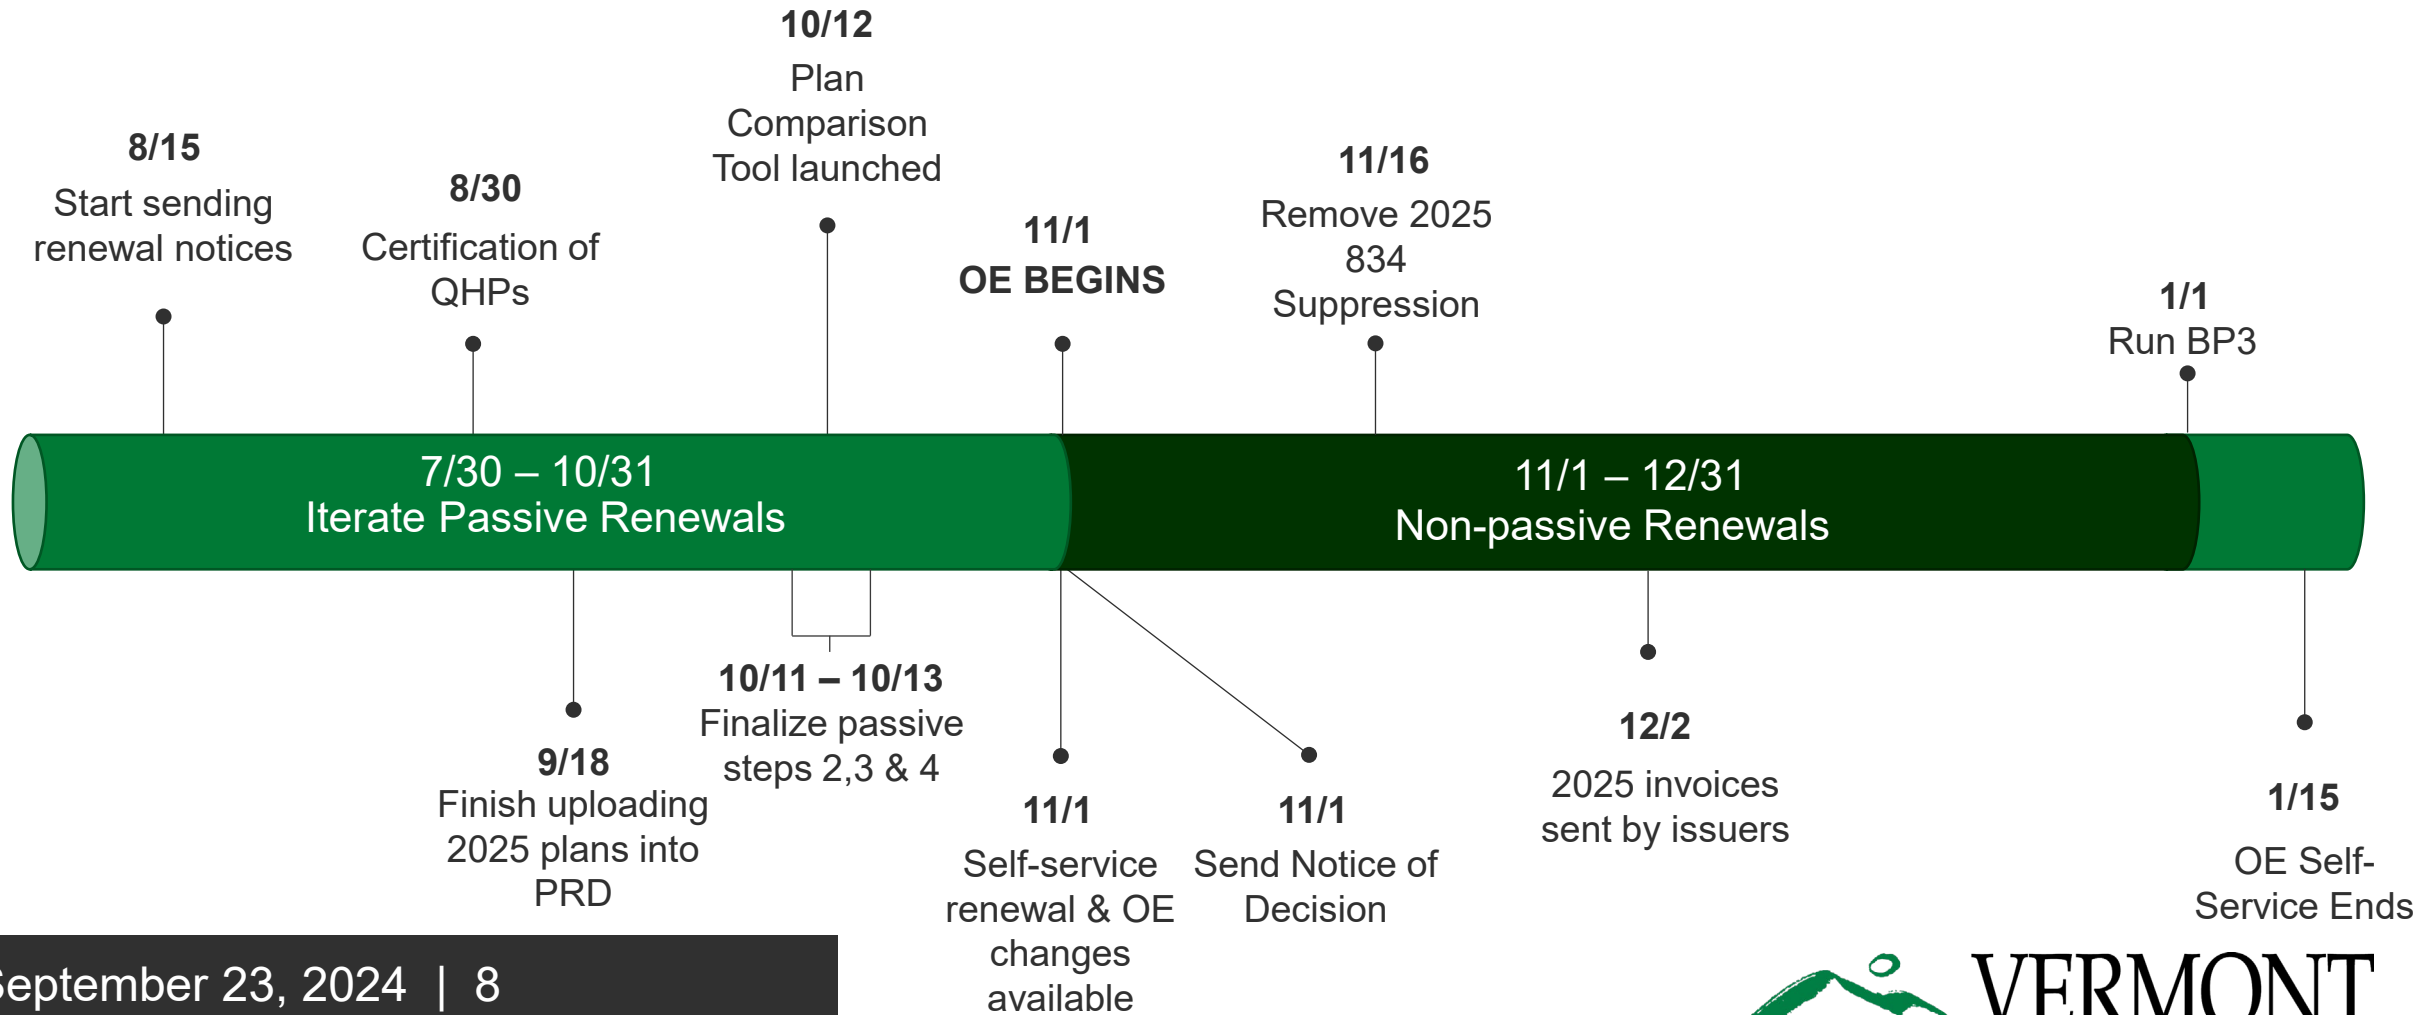 10/12
Plan
Comparison
Tool launched
8/15
Start sending
renewal notices
8/30
Certification of
QHPs
11/1
OE BEGINS
11/16
Remove 2025
834
Suppression
1/1
Run BP3
7/30 – 10/31
Iterate Passive Renewals
11/1 – 12/31
Non-passive Renewals
9/18
Finish uploading
2025 plans into
PRD
10/11 – 10/13
Finalize passive
steps 2,3 & 4
11/1
Self-service
renewal & OE
changes
available
11/1
Send Notice of
Decision
12/2
2025 invoices
sent by issuers
1/15
OE Self-
Service Ends
September 23, 2024 | 8
VERMONT